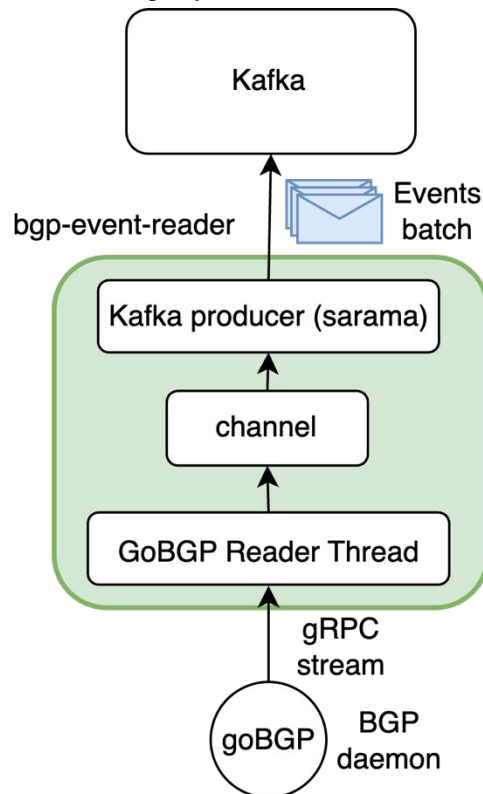 Kafka
Events
batch
bgp-event-reader
Kafka producer (sarama)
channel
GoBGP Reader Thread
gRPC
stream
goBGP
BGP
daemon